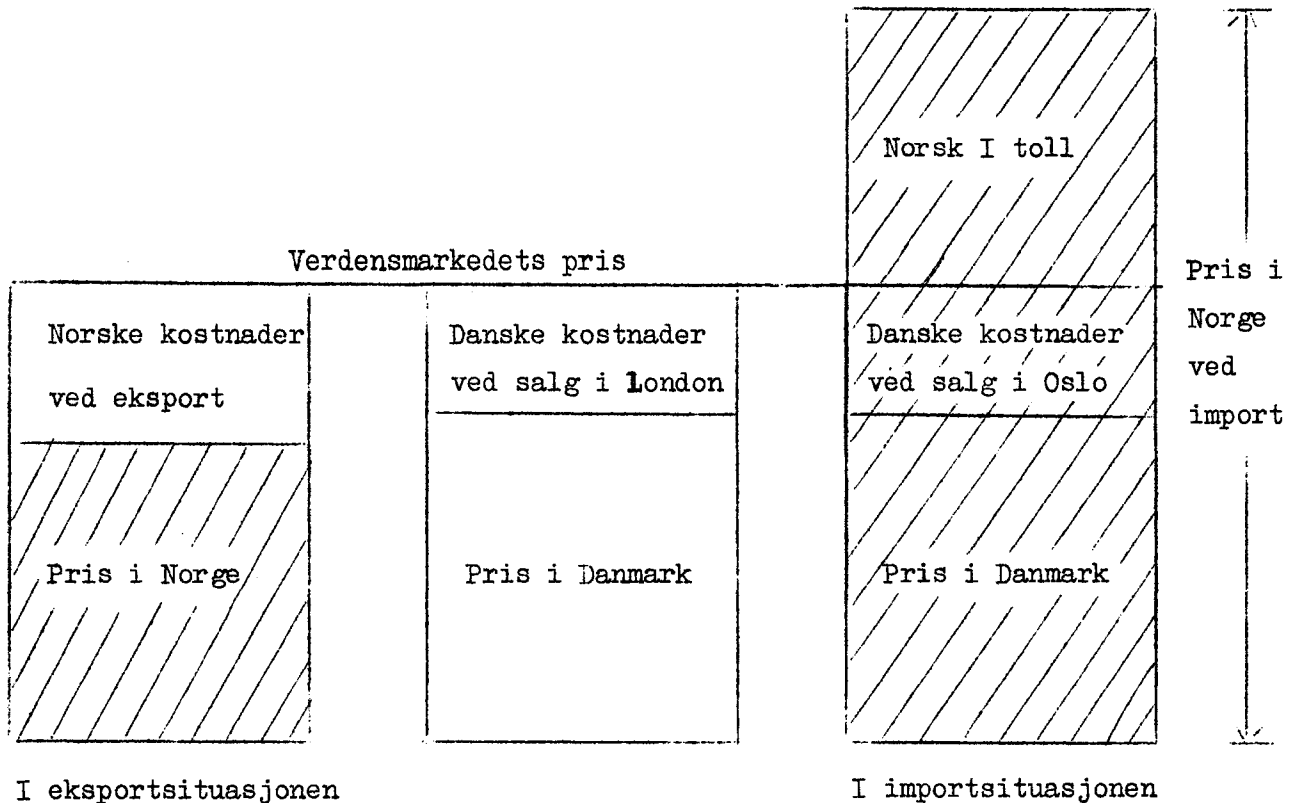 Norsk I toll
Verdensmarkedets pris
Norske kostnader
ved eksport
Pris i Norge
Danske kostnader
ved salg i London
Pris i Danmark
Danske kostnader
ved salg i Oslo
Pris i Danmark
Pris i
Norge
ved
import
I eksportsituasjonen
I importsituasjonen